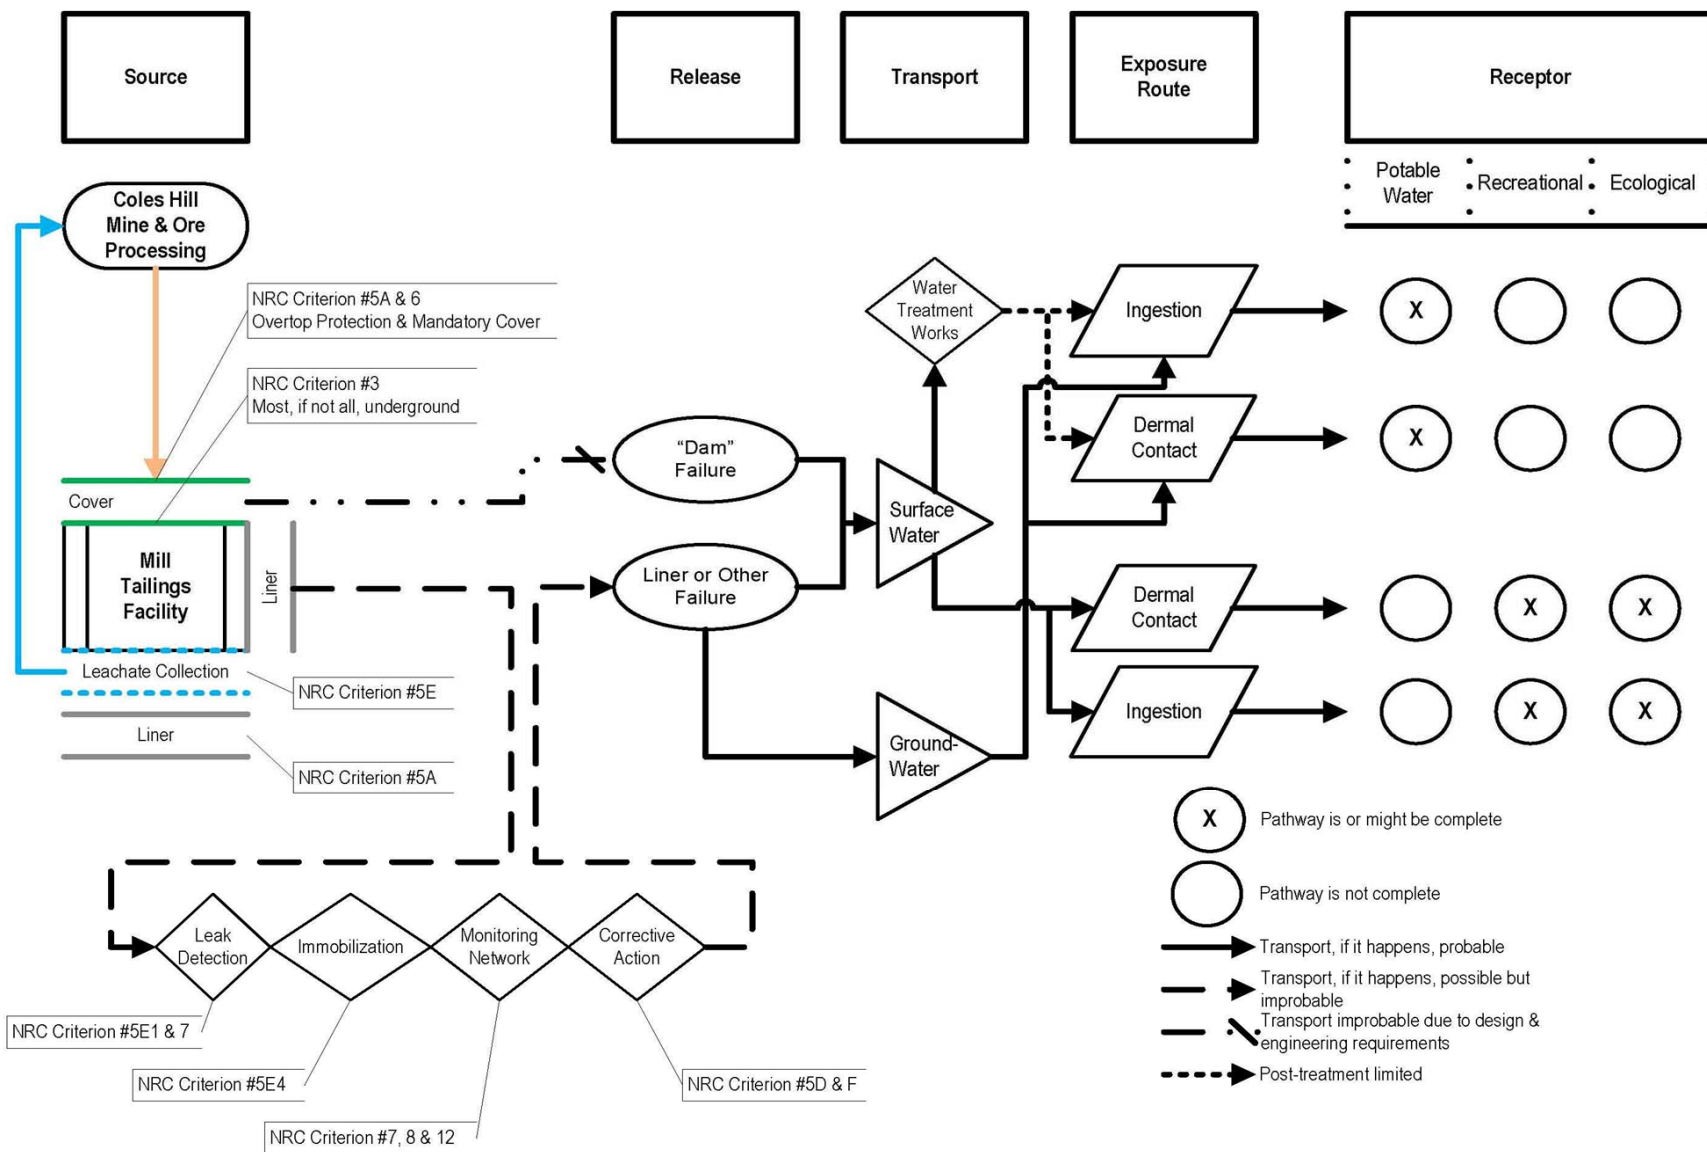 Source
Release
Transport
Exposure
Route
Receptor
Potable
Water
Recreational
Ecological
Coles Hill
Mine & Ore
Processing
NRC Criterion #5A & 6
Overtop Protection & Mandatory Cover
NRC Criterion #3
Most, if not all, underground
Cover
Mill
Tailings
Facility
Liner
Leachate Collection
NRC Criterion #5E
Liner
NRC Criterion #5A
"Dam"
Failure
Liner or Other
Failure
Water
Treatment
Works
Surface
Water
Ground-
Water
Ingestion
X
Dermal
Contact
X
Dermal
Contact
X
X
Ingestion
X
X
Leak
Detection
Immobilization
Monitoring
Network
Corrective
Action
NRC Criterion #5E1 & 7
NRC Criterion #5E4
NRC Criterion #7, 8 & 12
NRC Criterion #5D & F
X
Pathway is or might be complete
Pathway is not complete
Transport, if it happens, probable
Transport, if it happens, possible but
improbable
Transport improbable due to design &
engineering requirements
Post-treatment limited